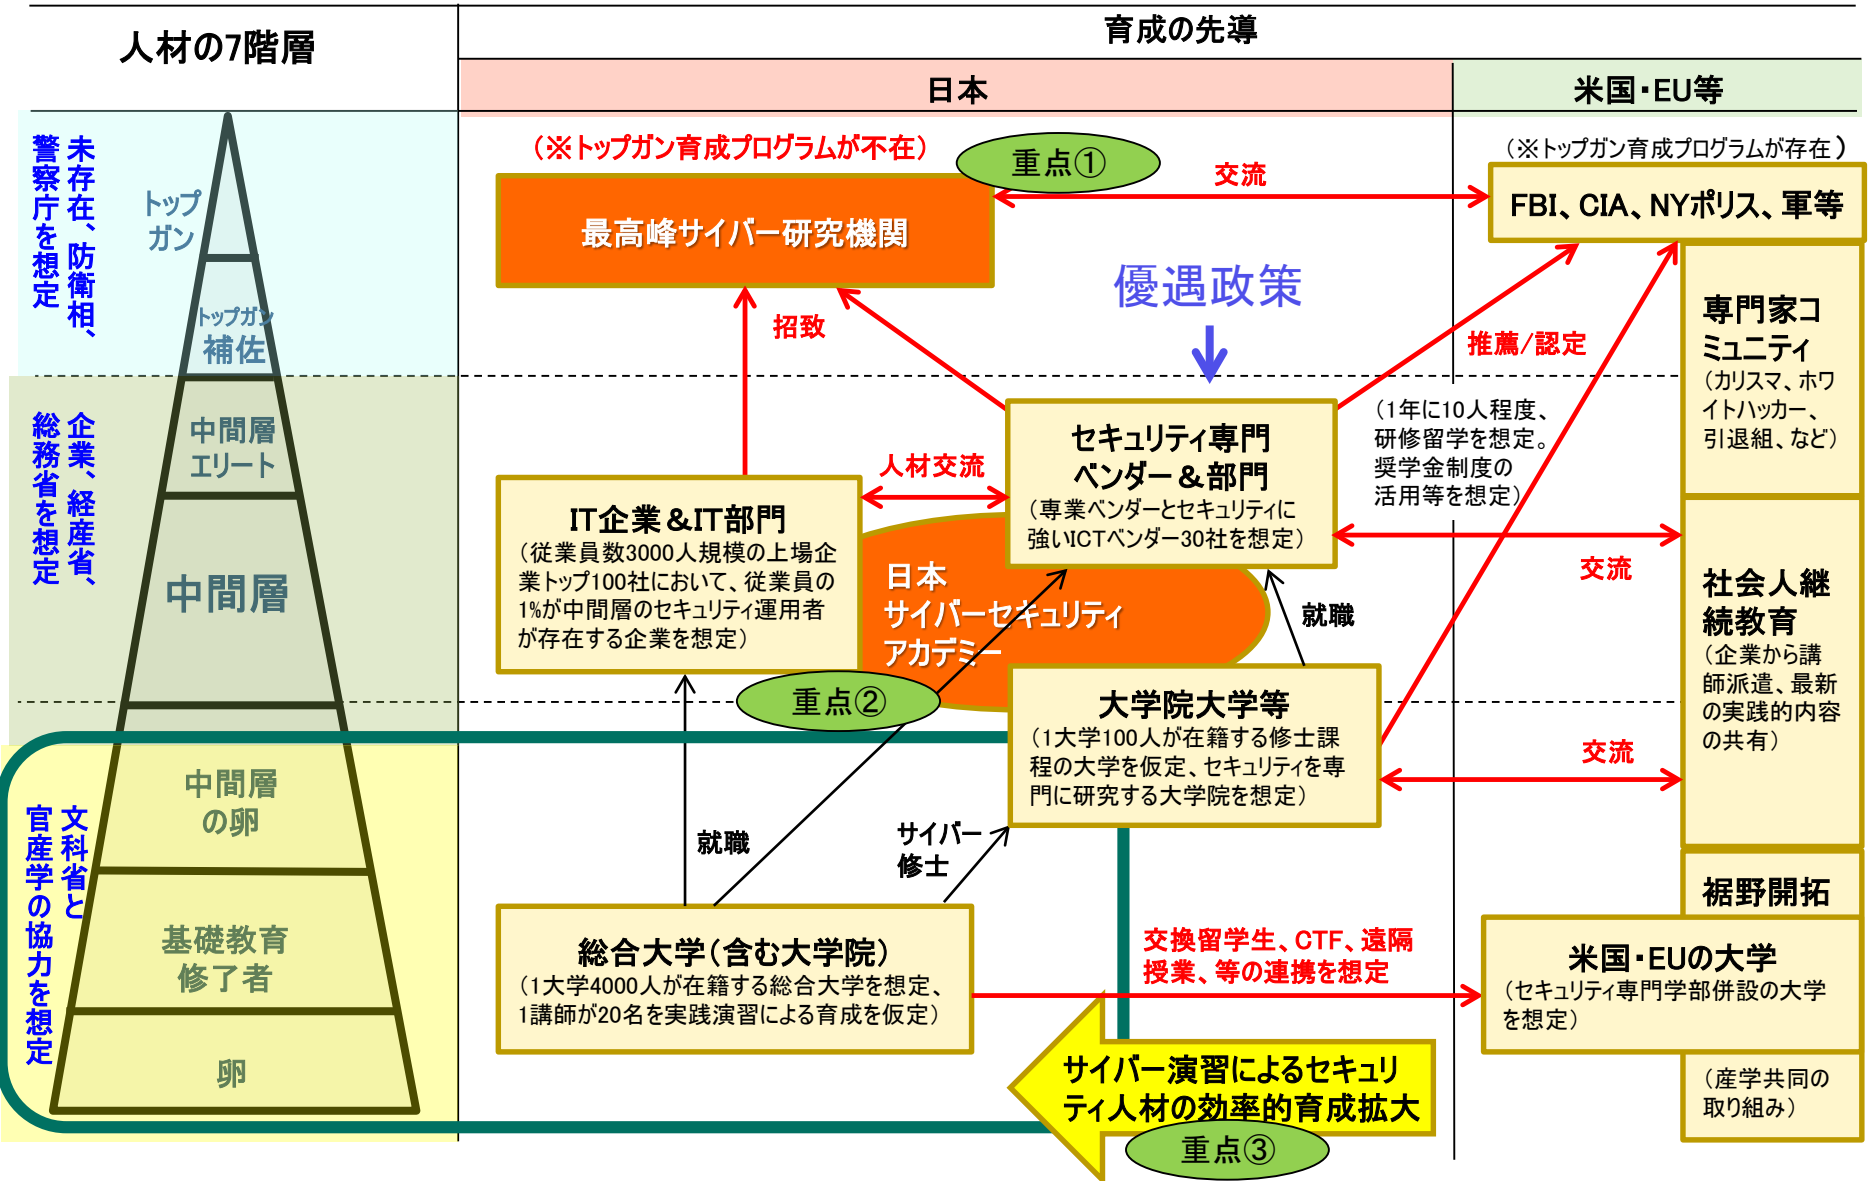 人材の7階層
育成の先導
日本
米国・EU等
未存在、防衛相、
警察庁を想定
トップ
ガン
トップガン
補佐
企業、経産省、
総務省を想定
中間層
エリート
中間層
文科省と
官産学の協力を想定
中間層
の卵
基礎教育
修了者
卵
（※トップガン育成プログラムが不在）
重点①
交流
（※トップガン育成プログラムが存在）
最高峰サイバー研究機関
FBI、CIA、NYポリス、軍等
優遇政策
招致
推薦/認定
専門家コ
ミュニティ
（カリスマ、ホワ
イトハッカー、
引退組、など）
（1年に10人程度、
研修留学を想定。
奨学金制度の
活用等を想定）
セキュリティ専門
ベンダー＆部門
（専業ベンダーとセキュリティに
強いICTベンダー30社を想定）
人材交流
IT企業＆IT部門
（従業員数3000人規模の上場企
業トップ100社において、従業員の
1%が中間層のセキュリティ運用者
が存在する企業を想定）
日本
サイバーセキュリティ
アカデミー
就職
交流
社会人継
続教育
（企業から講
師派遣、最新
の実践的内容
の共有）
重点②
大学院大学等
（1大学100人が在籍する修士課
程の大学を仮定、セキュリティを専
門に研究する大学院を想定）
交流
就職
サイバー
修士
裾野開拓
総合大学（含む大学院）
（1大学4000人が在籍する総合大学を想定、
1講師が20名を実践演習による育成を仮定）
交換留学生、CTF、遠隔
授業、等の連携を想定
米国・EUの大学
（セキュリティ専門学部併設の大学
を想定）
サイバー演習によるセキュリ
ティ人材の効率的育成拡大
（産学共同の
取り組み）
重点③